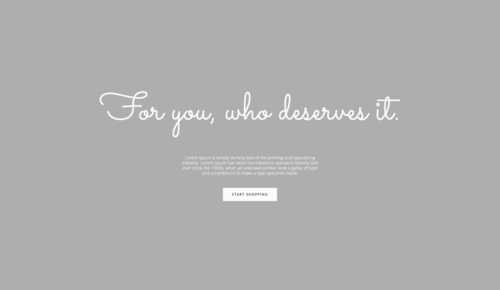 For you, who deserves it.
Lorem Ipsum is simply dummy text of the printing and typesetting
industry. Lorem Ipsum has been the industry's standard dummy text
ever since the 1500s, when an unknown printer took a galley of type
and scrambled it to make a type specimen book.
START SHOPPING